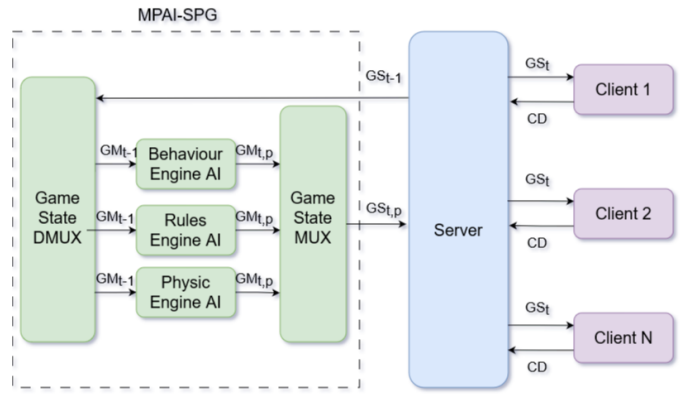 MPAI-SPG
GSt-1
GSt
Client 1
CD
GMt-1
Behaviour
Engine AI
GMt,p
GSt
Client 2
CD
Game
State
DMUX
GMt-1
Rules
Engine AI
GMt,p
Game
State
MUX
GSt,p
Server
GMt-1
Physic
Engine AI
GMt,p
GSt
Client N
CD